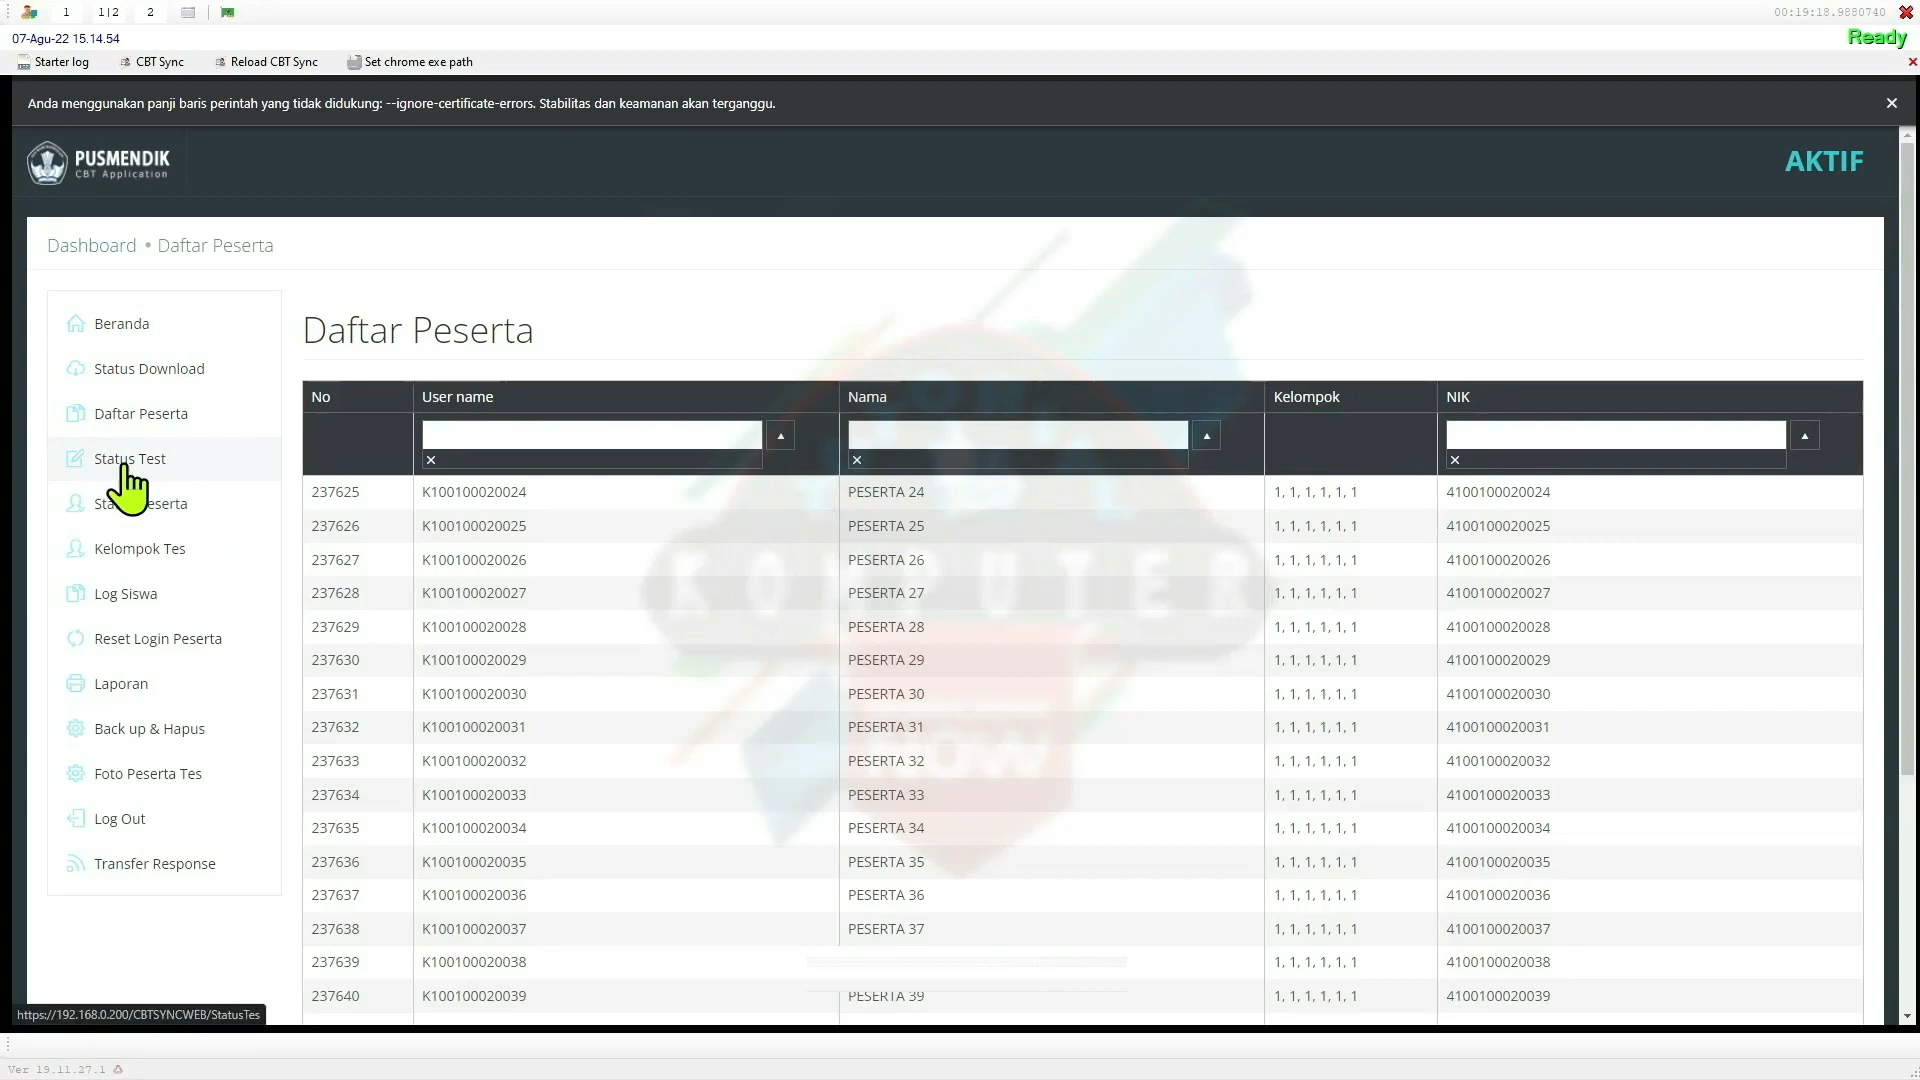 1 1|2 2 00:19:18.9880740
07-Agu-22 15.14.54 Ready
Starter log CBT Sync Reload CBT Sync Set chrome exe path
Anda menggunakan panji baris perintah yang tidak didukung: --ignore-certificate-errors. Stabilitas dan keamanan akan terganggu.
PUSMENDIK
CBT Application
AKTIF
Dashboard • Daftar Peserta
Beranda
Status Download
Daftar Peserta
Status Test
Kelompok Tes
Log Siswa
Reset Login Peserta
Laporan
Back up & Hapus
Foto Peserta Tes
Log Out
Transfer Response
Daftar Peserta
No User name Nama Kelompok NIK
237625 K100100020024 PESERTA 24 1, 1, 1, 1, 1, 1 4100100020024
237626 K100100020025 PESERTA 25 1, 1, 1, 1, 1, 1 4100100020025
237627 K100100020026 PESERTA 26 1, 1, 1, 1, 1, 1 4100100020026
237628 K100100020027 PESERTA 27 1, 1, 1, 1, 1, 1 4100100020027
237629 K100100020028 PESERTA 28 1, 1, 1, 1, 1, 1 4100100020028
237630 K100100020029 PESERTA 29 1, 1, 1, 1, 1, 1 4100100020029
237631 K100100020030 PESERTA 30 1, 1, 1, 1, 1, 1 4100100020030
237632 K100100020031 PESERTA 31 1, 1, 1, 1, 1, 1 4100100020031
237633 K100100020032 PESERTA 32 1, 1, 1, 1, 1, 1 4100100020032
237634 K100100020033 PESERTA 33 1, 1, 1, 1, 1, 1 4100100020033
237635 K100100020034 PESERTA 34 1, 1, 1, 1, 1, 1 4100100020034
237636 K100100020035 PESERTA 35 1, 1, 1, 1, 1, 1 4100100020035
237637 K100100020036 PESERTA 36 1, 1, 1, 1, 1, 1 4100100020036
237638 K100100020037 PESERTA 37 1, 1, 1, 1, 1, 1 4100100020037
237639 K100100020038 1, 1, 1, 1, 1, 1 4100100020038
237640 K100100020039 PESERTA 39 1, 1, 1, 1, 1, 1 4100100020039
KOMPUTER
NOW
https://192.168.0.200/CBTSYNCWEB/StatusTes
Ver 19.11.27.1